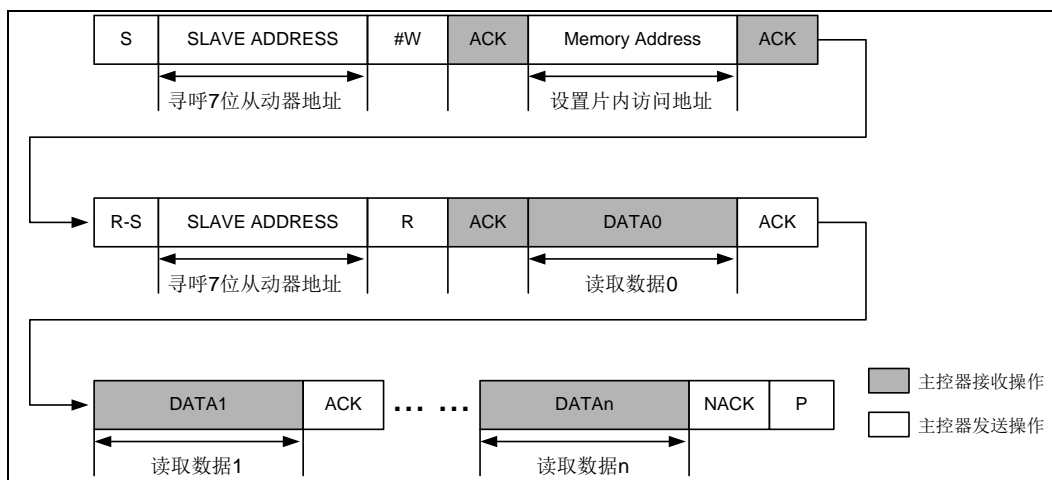 S SLAVE ADDRESS #W ACK Memory Address ACK
寻呼7位从动器地址 设置片内访问地址
R-S SLAVE ADDRESS R ACK DATA0 ACK
寻呼7位从动器地址 读取数据0
DATA1 ACK ... ... DATAn NACK P
读取数据1 读取数据n
主控器接收操作
主控器发送操作